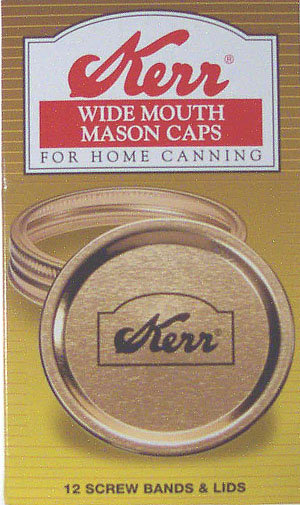 Kerr®
WIDE MOUTH
MASON CAPS
FOR HOME CANNING
Kerr®
12 SCREW BANDS & LIDS